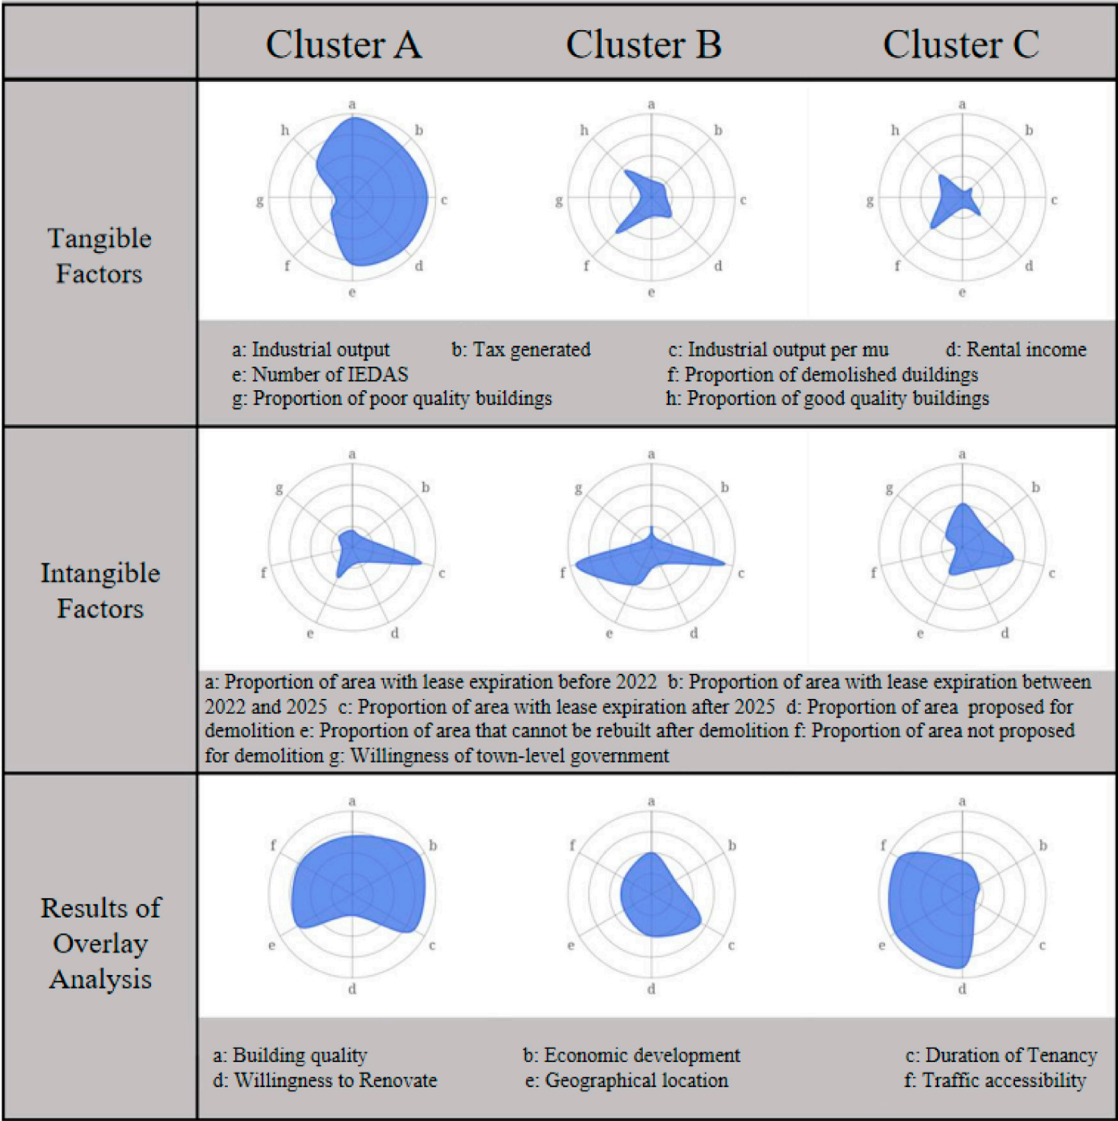 Cluster A Cluster B Cluster C
Tangible
Factors
a a a
h b h b h b
g c g c g c
f d f d f d
e e e
a: Industrial output b: Tax generated c: Industrial output per mu d: Rental income
e: Number of IEDAS f: Proportion of demolished duildings
g: Proportion of poor quality buildings h: Proportion of good quality buildings
Intangible
Factors
a a a
g b g b g b
f c f c f c
e d e d e d
a: Proportion of area with lease expiration before 2022 b: Proportion of area with lease expiration between
2022 and 2025 c: Proportion of area with lease expiration after 2025 d: Proportion of area proposed for
demolition e: Proportion of area that cannot be rebuilt after demolition f: Proportion of area not proposed
for demolition g: Willingness of town-level government
Results of
Overlay
Analysis
a a a
f b f b f b
e c e c e c
d d d
a: Building quality b: Economic development c: Duration of Tenancy
d: Willingness to Renovate e: Geographical location f: Traffic accessibility